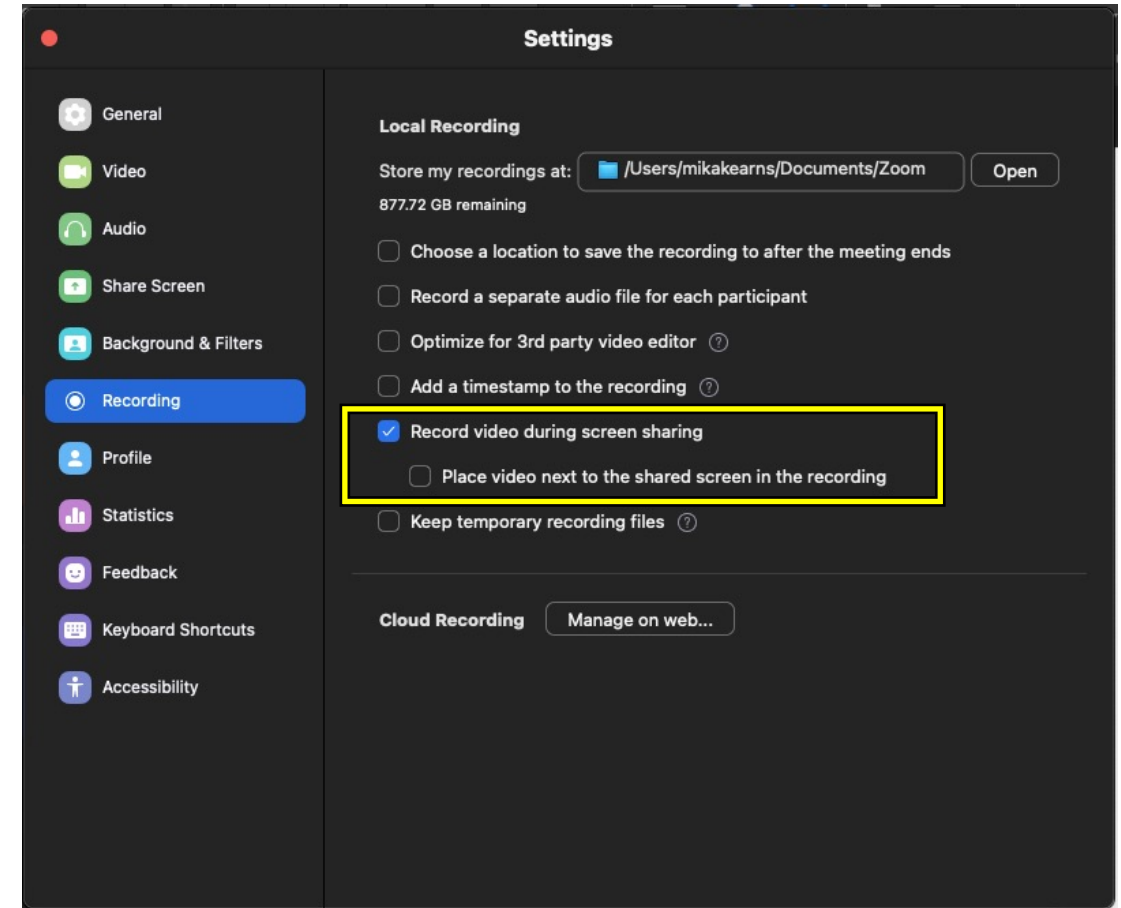 Settings
General
Video
Audio
Share Screen
Background & Filters
Recording
Profile
Statistics
Feedback
Keyboard Shortcuts
Accessibility
Local Recording
Store my recordings at: /Users/mikakearns/Documents/Zoom Open
877.72 GB remaining
Choose a location to save the recording to after the meeting ends
Record a separate audio file for each participant
Optimize for 3rd party video editor ?
Add a timestamp to the recording ?
Record video during screen sharing
Place video next to the shared screen in the recording
Keep temporary recording files ?
Cloud Recording Manage on web...